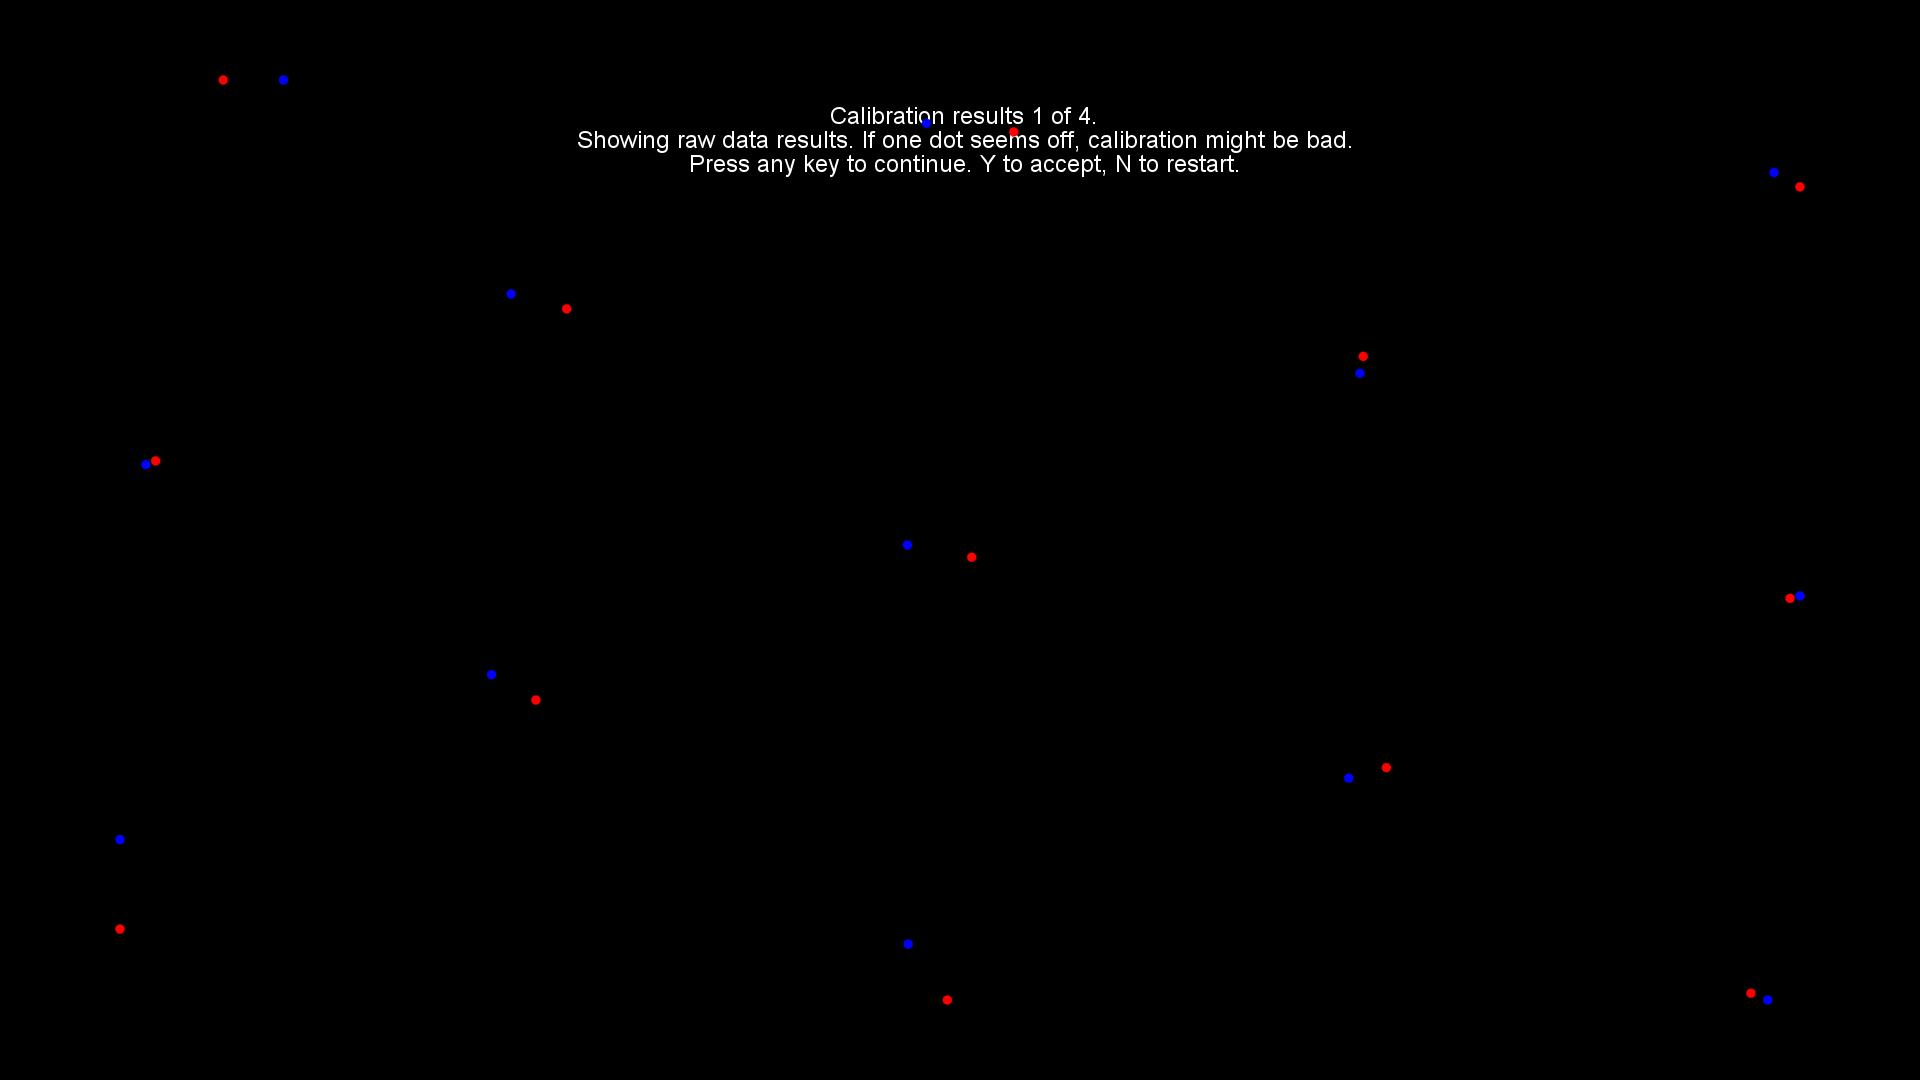 Calibration results 1 of 4.
Showing raw data results. If one dot seems off, calibration might be bad.
Press any key to continue. Y to accept, N to restart.